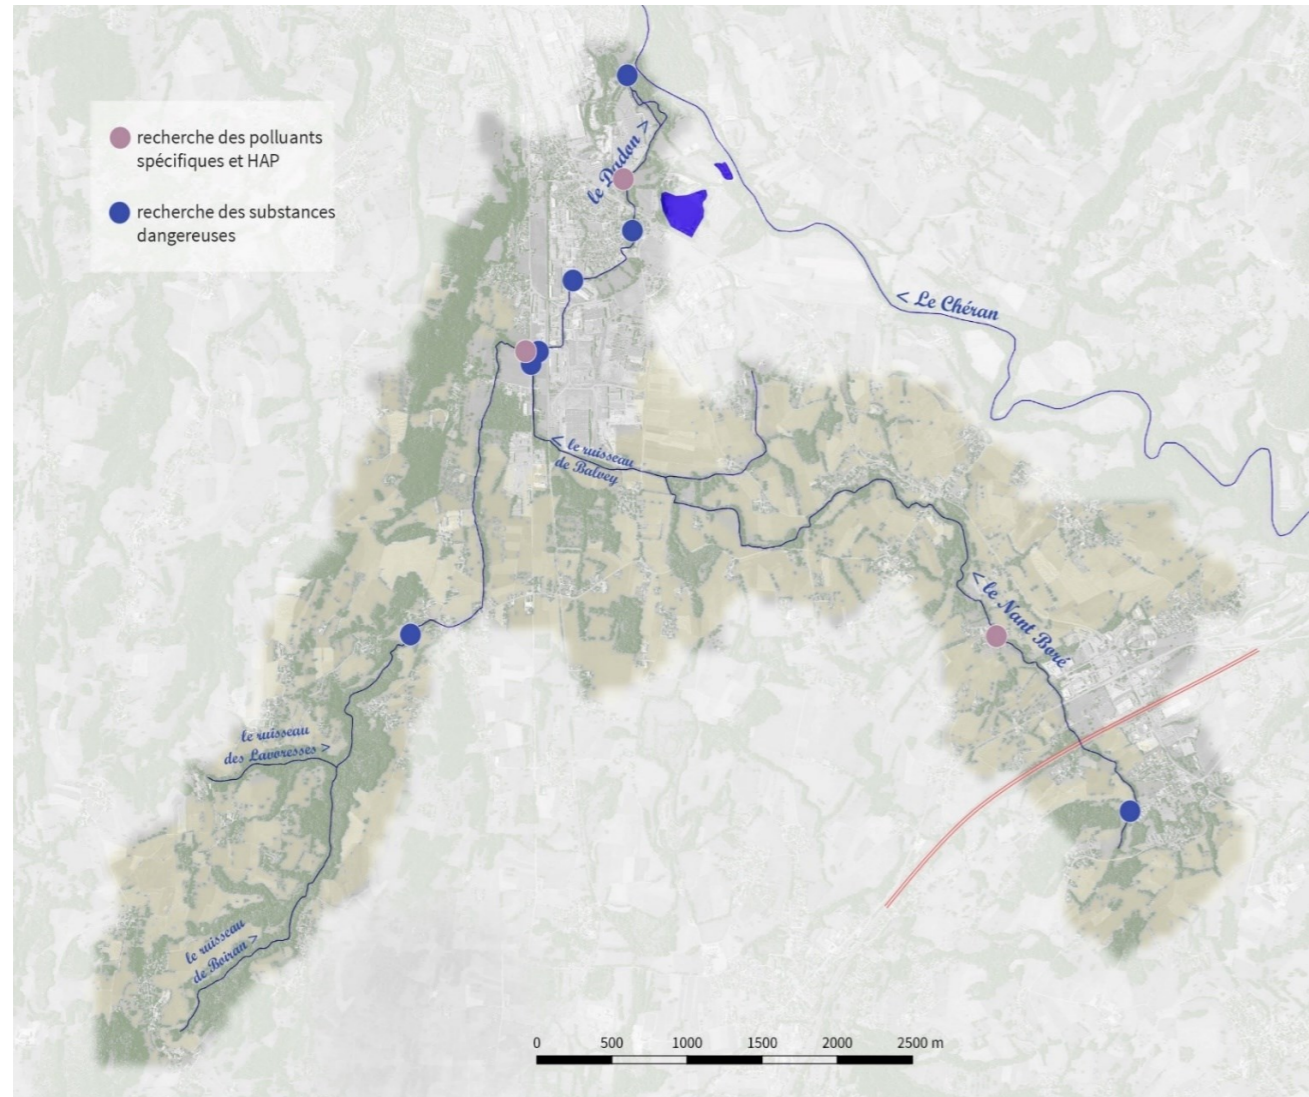 recherche des polluants
spécifiques et HAP
recherche des substances
dangereuses
le Dadon >
< Le Chéran
< le ruisseau
de Balvey
< le Nant Boré
le ruisseau
des Lavoresses >
le ruisseau
de Boiran >
0 500 1000 1500 2000 2500 m